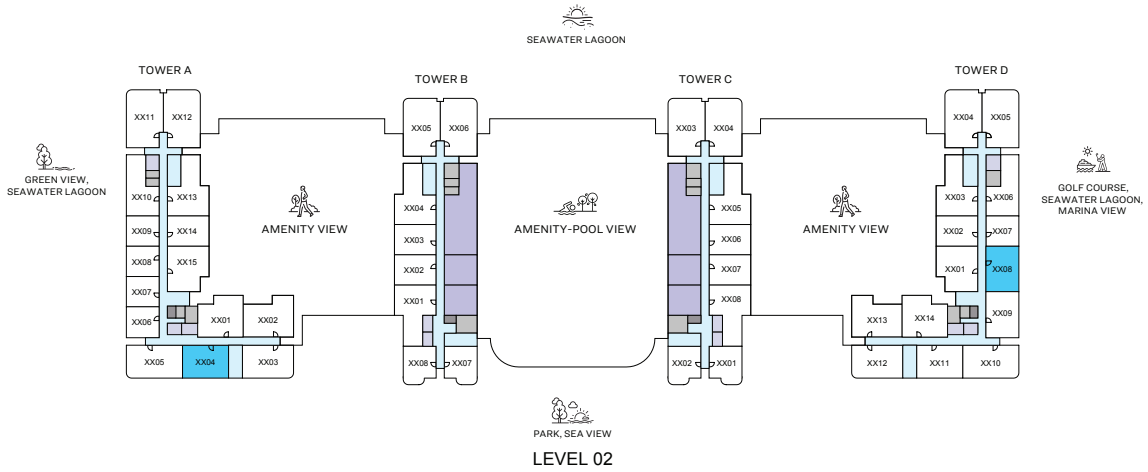 SEAWATER LAGOON
TOWER A
TOWER B
TOWER C
TOWER D
XX11
XX12
XX10
XX13
XX09
XX14
XX08
XX15
XX07
XX06
XX01
XX02
XX05
XX04
XX03
XX05
XX06
XX04
XX03
XX02
XX01
XX08
XX07
XX03
XX04
XX05
XX06
XX07
XX08
XX02
XX01
XX04
XX05
XX03
XX06
XX02
XX07
XX01
XX08
XX09
XX13
XX14
XX12
XX11
XX10
GREEN VIEW,
SEAWATER LAGOON
AMENITY VIEW
AMENITY-POOL VIEW
AMENITY VIEW
GOLF COURSE,
SEAWATER LAGOON,
MARINA VIEW
PARK, SEA VIEW
LEVEL 02